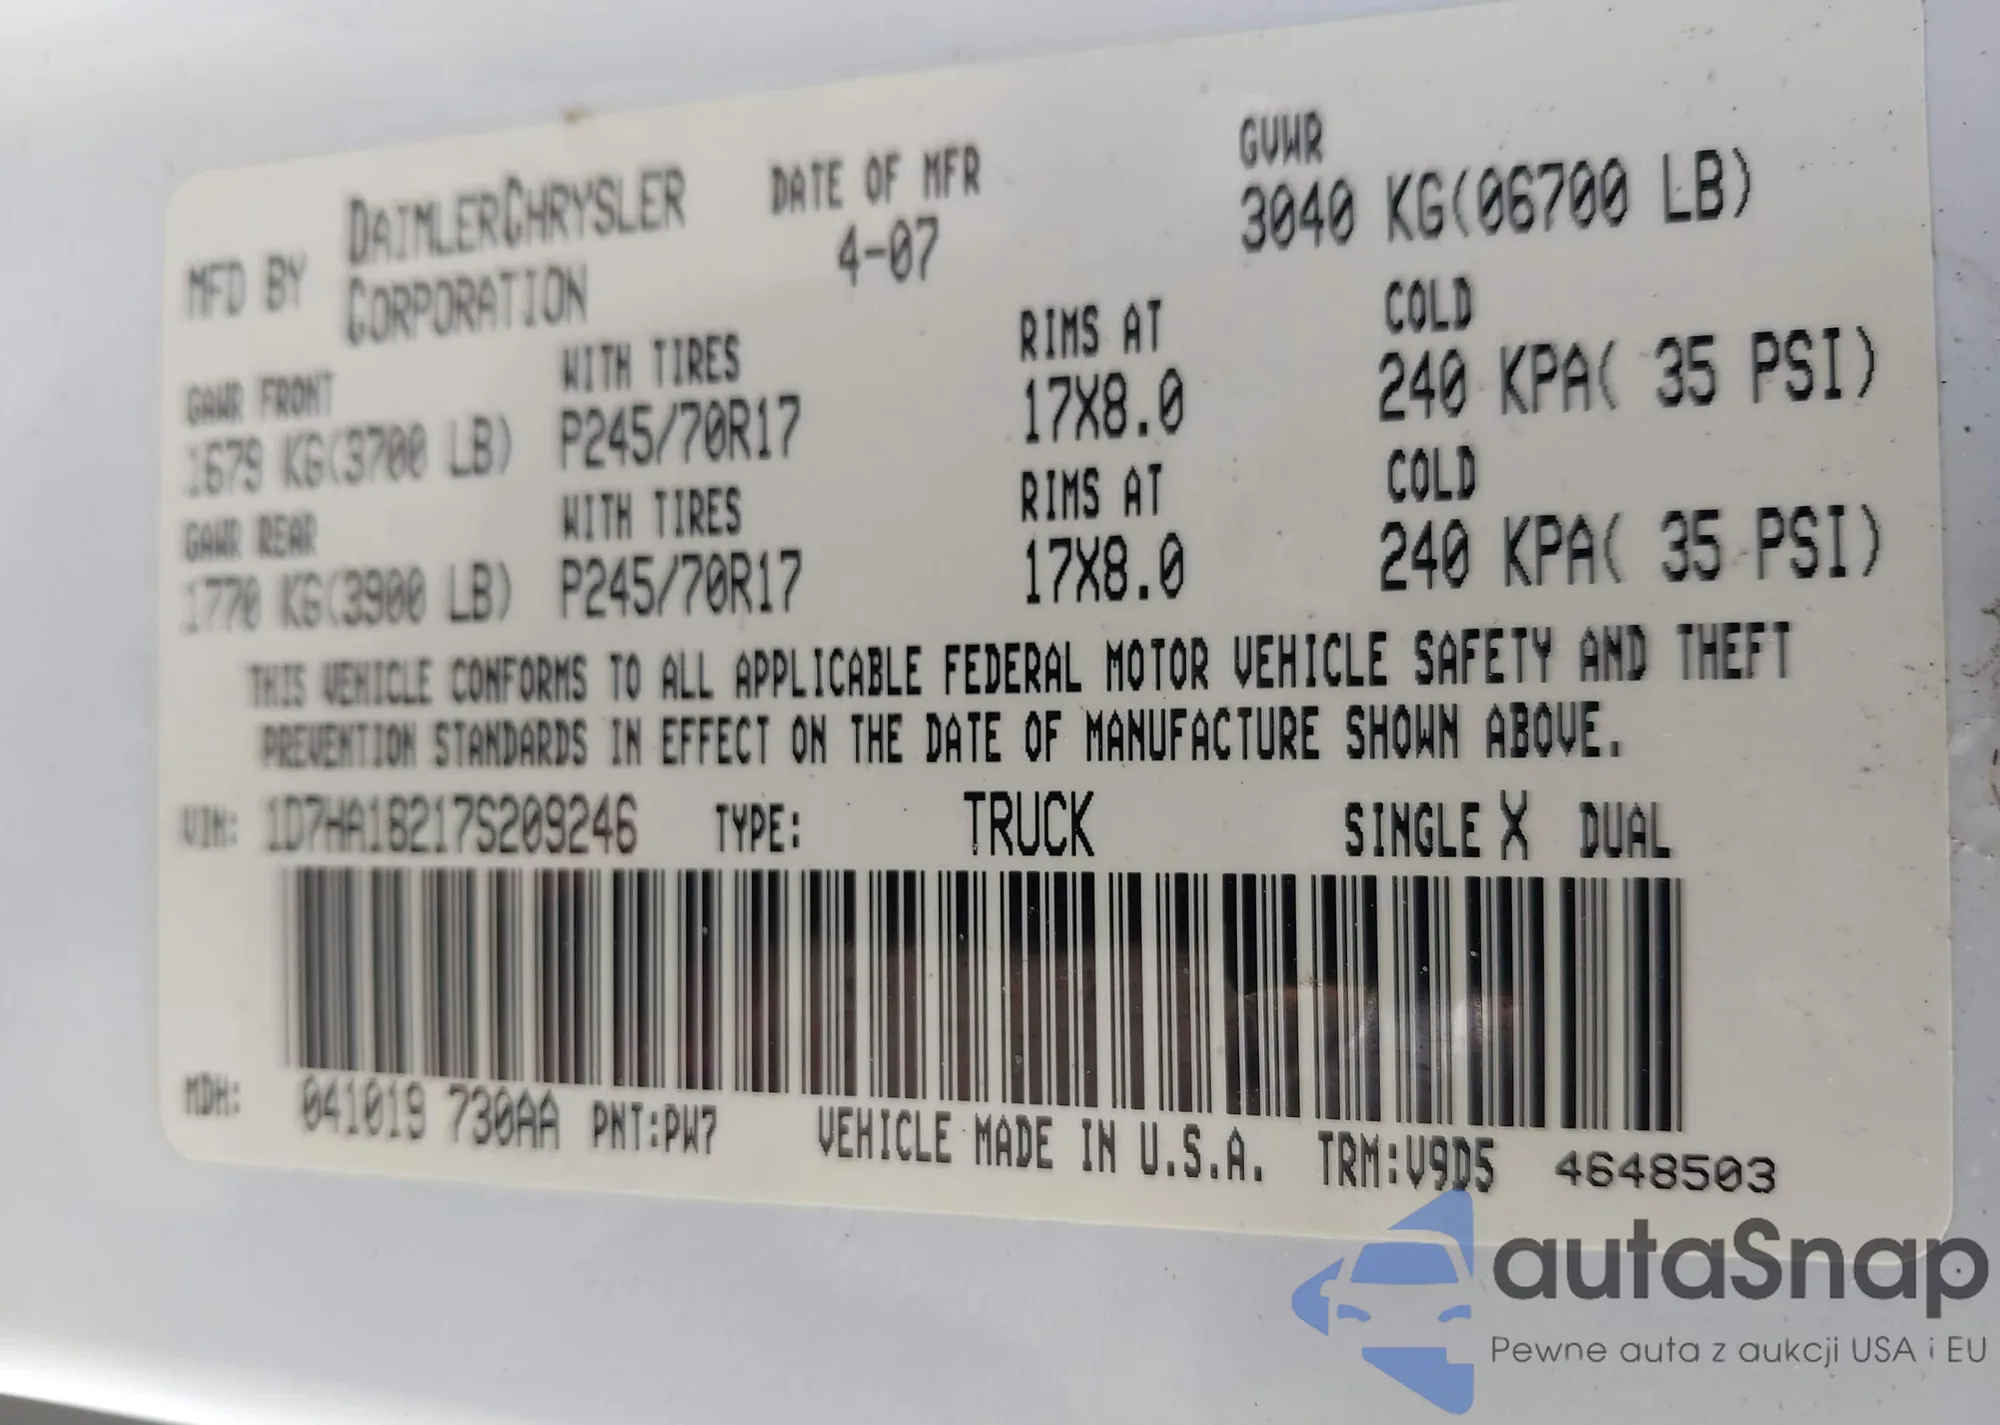 MFD BY DAIMLERCHRYSLER CORPORATION
DATE OF MFR
4-07
GVWR
3040 KG(06700 LB)
GAWR FRONT WITH TIRES RIMS AT COLD
1679 KG(3700 LB) P245/70R17 17X8.0 240 KPA( 35 PSI)
GAWR REAR WITH TIRES RIMS AT COLD
1770 KG(3900 LB) P245/70R17 17X8.0 240 KPA( 35 PSI)
THIS VEHICLE CONFORMS TO ALL APPLICABLE FEDERAL MOTOR VEHICLE SAFETY AND THEFT
PREVENTION STANDARDS IN EFFECT ON THE DATE OF MANUFACTURE SHOWN ABOVE.
VIN: 1D7HA18217S209246 TYPE: TRUCK SINGLE X DUAL
MDH: 041019 730AA PNT:PW7 VEHICLE MADE IN U.S.A. TRM:V9D5 4648503
autaSnap
Pewne auta z aukcji USA i EU